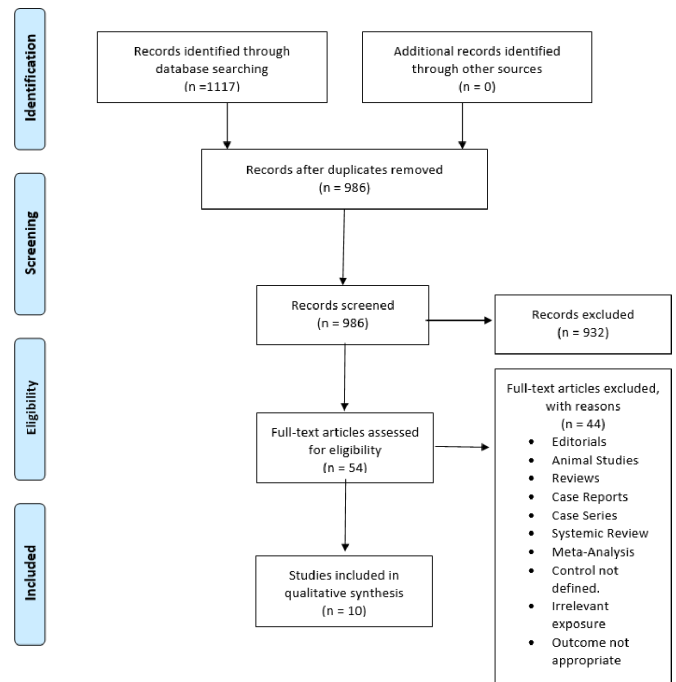 Identification
Records identified through
database searching
(n =1117)
Additional records identified
through other sources
(n = 0)
Records after duplicates removed
(n = 986)
Screening
Records screened
(n = 986)
Records excluded
(n = 932)
Eligibility
Full-text articles assessed
for eligibility
(n = 54)
Full-text articles excluded,
with reasons
(n = 44)
• Editorials
• Animal Studies
• Reviews
• Case Reports
• Case Series
• Systemic Review
• Meta-Analysis
• Control not
defined.
• Irrelevant
exposure
• Outcome not
appropriate
Included
Studies included in
qualitative synthesis
(n = 10)